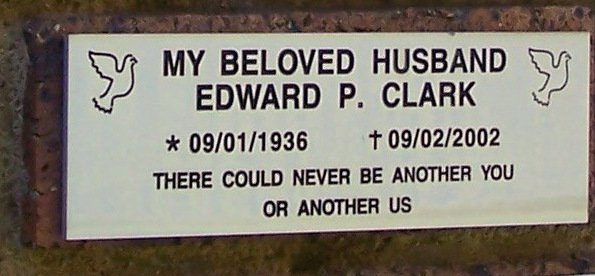 MY BELOVED HUSBAND
EDWARD P. CLARK
* 09/01/1936 † 09/02/2002
THERE COULD NEVER BE ANOTHER YOU
OR ANOTHER US